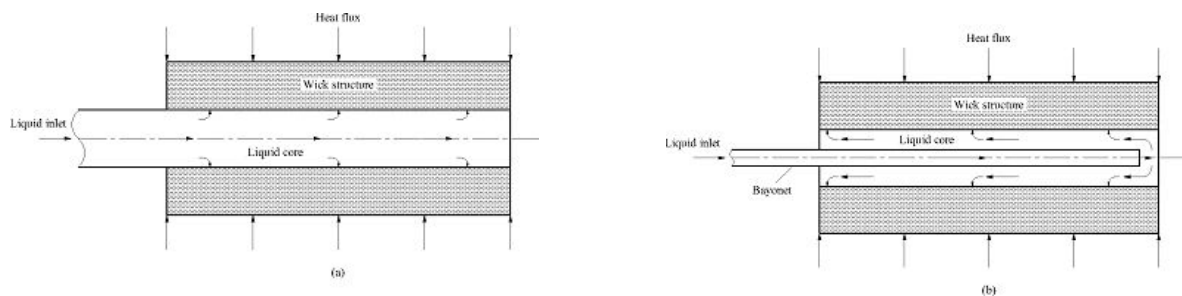 Heat flux
Wick structure
Liquid inlet
Liquid core
(a)
Heat flux
Wick structure
Liquid inlet
Liquid core
Bayonet
(b)